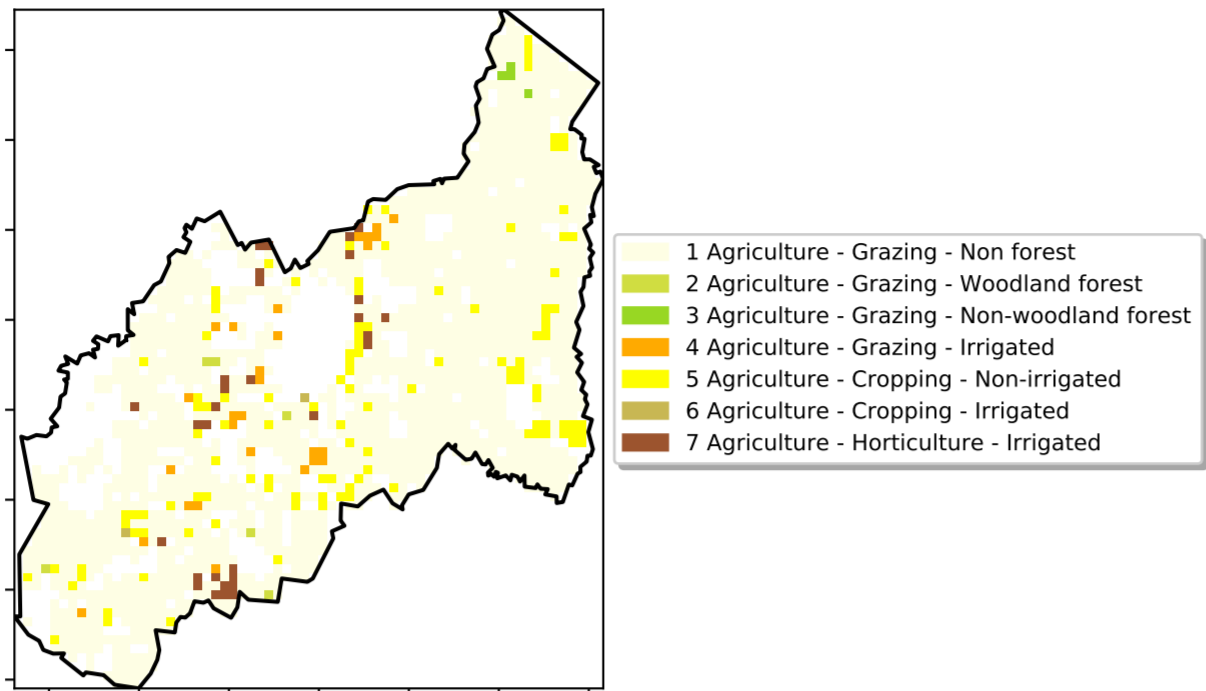 1 Agriculture - Grazing - Non forest
2 Agriculture - Grazing - Woodland forest
3 Agriculture - Grazing - Non-woodland forest
4 Agriculture - Grazing - Irrigated
5 Agriculture - Cropping - Non-irrigated
6 Agriculture - Cropping - Irrigated
7 Agriculture - Horticulture - Irrigated